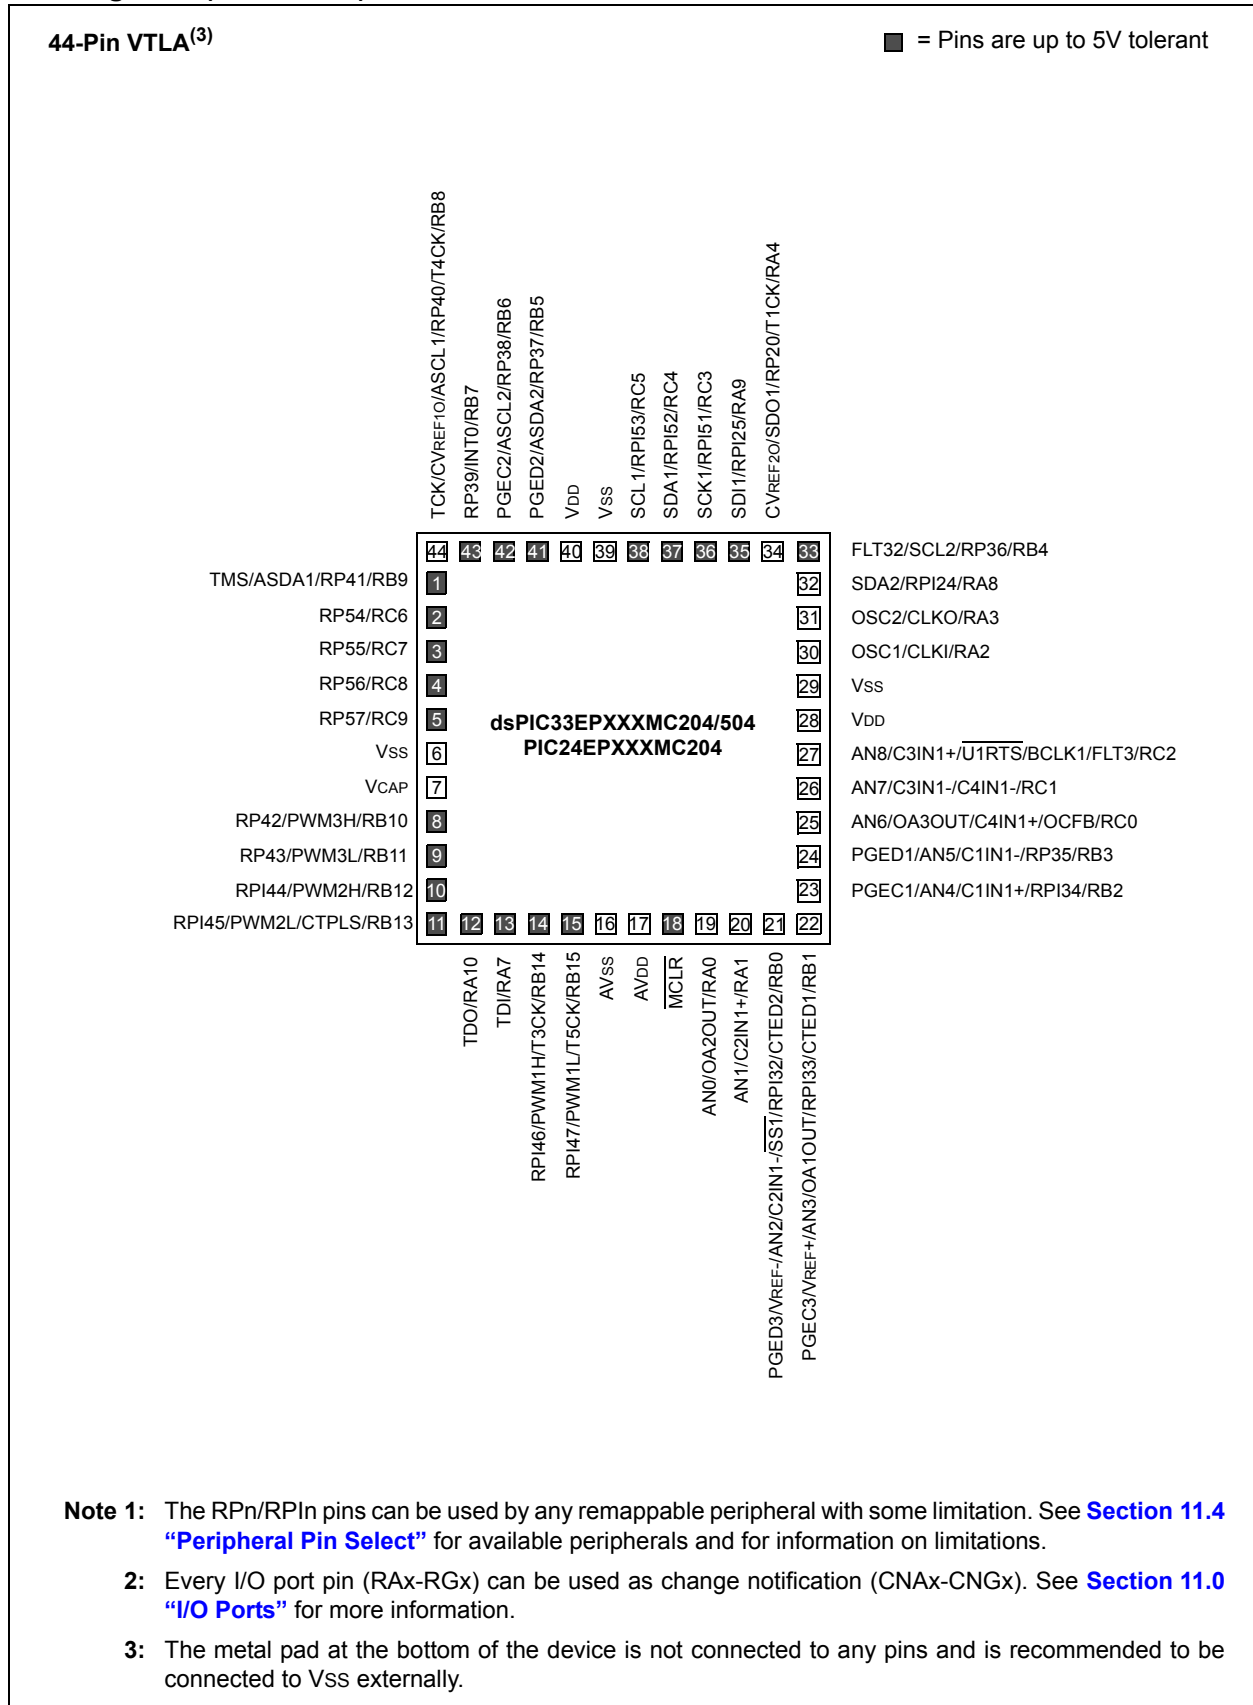 44-Pin VTLA(3)
= Pins are up to 5V tolerant
TCK/CVREF1O/ASCL1/RP40/T4CK/RB8
RP39/INT0/RB7
PGEC2/ASCL2/RP38/RB6
PGED2/ASDA2/RP37/RB5
VDD
VSS
SCL1/RPI53/RC5
SDA1/RPI52/RC4
SCK1/RPI51/RC3
SDI1/RPI25/RA9
CVREF2O/SDO1/RP20/T1CK/RA4
44 43 42 41 40 39 38 37 36 35 34 33 FLT32/SCL2/RP36/RB4
TMS/ASDA1/RP41/RB9 1 32 SDA2/RPI24/RA8
RP54/RC6 2 31 OSC2/CLKO/RA3
RP55/RC7 3 30 OSC1/CLKI/RA2
RP56/RC8 4 29 VSS
RP57/RC9 5 dsPIC33EPXXXMC204/504 28 VDD
VSS 6 PIC24EPXXXMC204 27 AN8/C3IN1+/U1RTS/BCLK1/FLT3/RC2
VCAP 7 26 AN7/C3IN1-/C4IN1-/RC1
RP42/PWM3H/RB10 8 25 AN6/OA3OUT/C4IN1+/OCFB/RC0
RP43/PWM3L/RB11 9 24 PGED1/AN5/C1IN1-/RP35/RB3
RPI44/PWM2H/RB12 10 23 PGEC1/AN4/C1IN1+/RPI34/RB2
RPI45/PWM2L/CTPLS/RB13 11 12 13 14 15 16 17 18 19 20 21 22
TDO/RA10
TDI/RA7
RPI46/PWM1H/T3CK/RB14
RPI47/PWM1L/T5CK/RB15
AVSS
AVDD
MCLR
AN0/OA2OUT/RA0
AN1/C2IN1+/RA1
PGED3/VREF-/AN2/C2IN1-/SS1/RPI32/CTED2/RB0
PGEC3/VREF+/AN3/OA1OUT/RPI33/CTED1/RB1
Note 1: The RPn/RPIn pins can be used by any remappable peripheral with some limitation. See Section 11.4
“Peripheral Pin Select” for available peripherals and for information on limitations.
2: Every I/O port pin (RAx-RGx) can be used as change notification (CNAx-CNGx). See Section 11.0
“I/O Ports” for more information.
3: The metal pad at the bottom of the device is not connected to any pins and is recommended to be
connected to VSS externally.